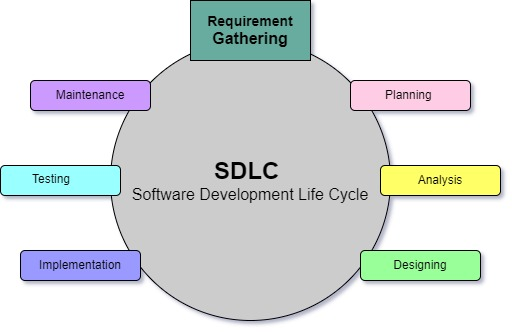 Requirement
Gathering
Maintenance
Planning
SDLC
Software Development Life Cycle
Testing
Analysis
Implementation
Designing